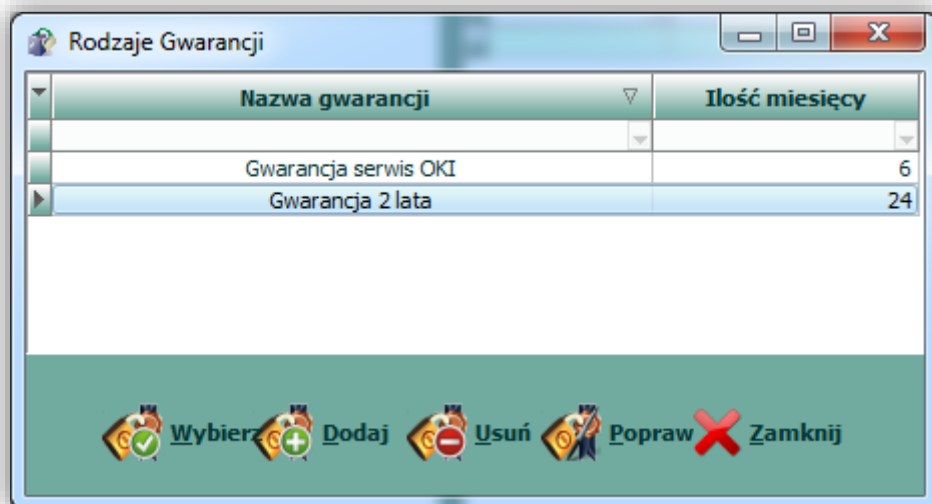 Rodzaje Gwarancji
Nazwa gwarancji Ilość miesięcy
Gwarancja serwis OKI 6
Gwarancja 2 lata 24
Wybierz Dodaj Usuń Popraw Zamknij